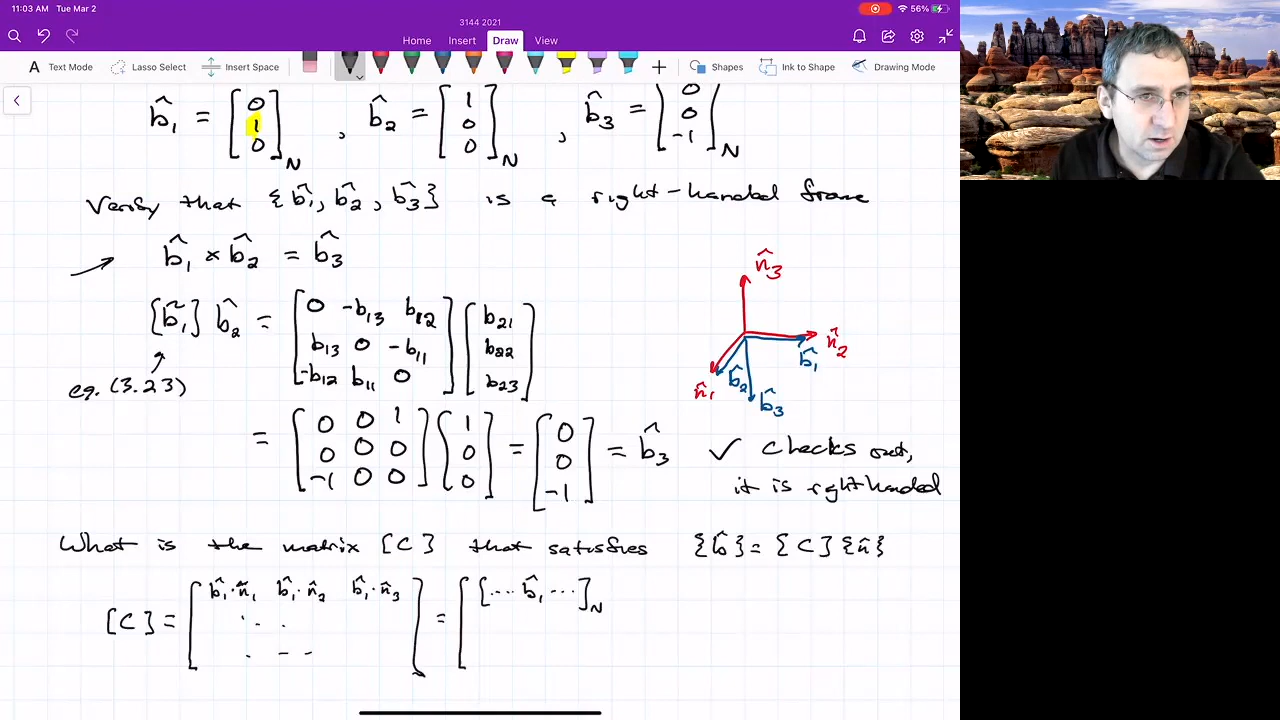 11:03 AM Tue Mar 2
56%
3144 2021
Home Insert Draw View
Text Mode Lasso Select Insert Space Shapes Ink to Shape Drawing Mode
b̂₁ = [0 1 0]_N , b̂₂ = [1 0 0]_N , b̂₃ = [0 0 -1]_N
Verify that {b̂₁, b̂₂, b̂₃} is a right-handed frame
b̂₁ × b̂₂ = b̂₃
[b̃₁] b̂₂ = [0 -b₁₃ b₁₂ ; b₁₃ 0 -b₁₁ ; -b₁₂ b₁₁ 0] [b₂₁ b₂₂ b₂₃]
eq. (3.23)
n̂₃
n̂₂
b̂₁
b̂₂
n̂₁
b̂₃
= [0 0 1 ; 0 0 0 ; -1 0 0] [1 0 0] = [0 0 -1] = b̂₃ ✓ checks out,
it is righthanded
What is the matrix [C] that satisfies {b̂} = [C]{n̂}
[C] = [b̂₁·n̂₁ b̂₁·n̂₂ b̂₁·n̂₃ ...] = [[... b̂₁ ...]_N